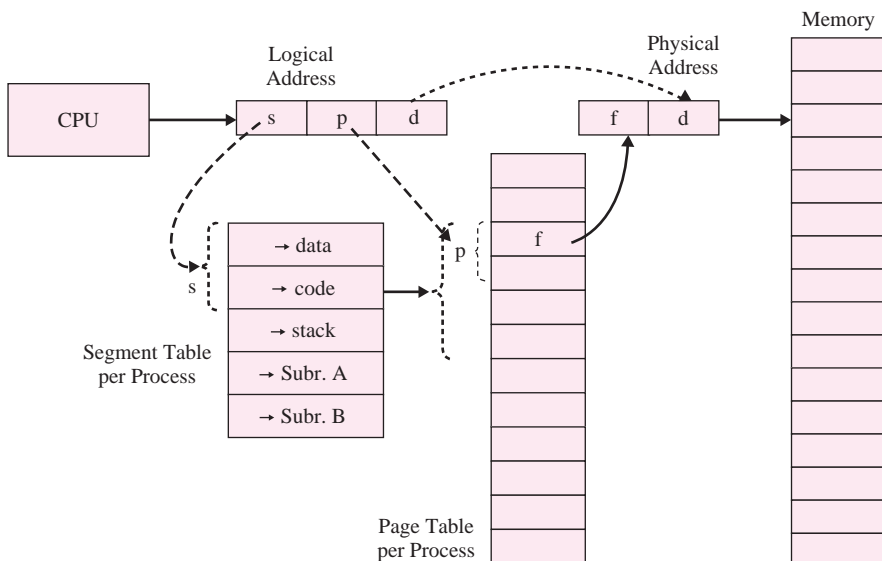 Memory
Logical
Address
Physical
Address
CPU
s
p
d
f
d
s
p
f
→ data
→ code
→ stack
→ Subr. A
→ Subr. B
Segment Table
per Process
Page Table
per Process